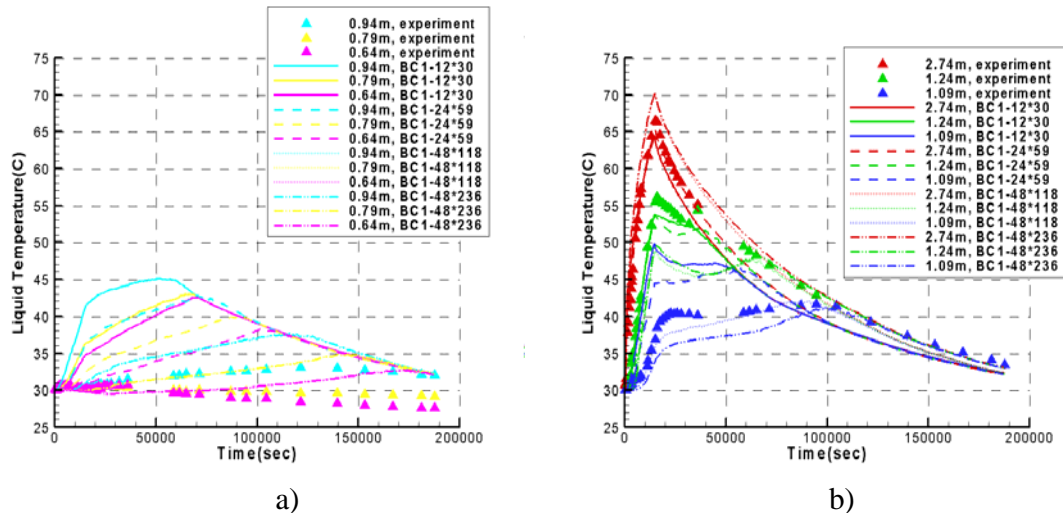 0.94m, experiment
0.79m, experiment
0.64m, experiment
0.94m, BC1-12*30
0.79m, BC1-12*30
0.64m, BC1-12*30
0.94m, BC1-24*59
0.79m, BC1-24*59
0.64m, BC1-24*59
0.94m, BC1-48*118
0.79m, BC1-48*118
0.64m, BC1-48*118
0.94m, BC1-48*236
0.79m, BC1-48*236
0.64m, BC1-48*236
75
70
65
60
55
50
45
40
35
30
25
Liquid Temperature(C)
0
50000
100000
150000
200000
Time(sec)
a)
2.74m, experiment
1.24m, experiment
1.09m, experiment
2.74m, BC1-12*30
1.24m, BC1-12*30
1.09m, BC1-12*30
2.74m, BC1-24*59
1.24m, BC1-24*59
1.09m, BC1-24*59
2.74m, BC1-48*118
1.24m, BC1-48*118
1.09m, BC1-48*118
2.74m, BC1-48*236
1.24m, BC1-48*236
1.09m, BC1-48*236
75
70
65
60
55
50
45
40
35
30
25
Liquid Temperature(C)
0
50000
100000
150000
200000
Time(sec)
b)